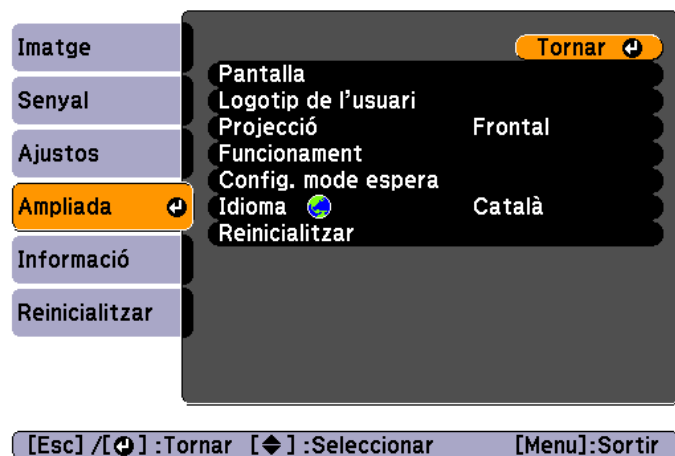 Imatge
Senyal
Ajustos
Ampliada
Informació
Reinicialitzar
Tornar
Pantalla
Logotip de l'usuari
Projecció Frontal
Funcionament
Config. mode espera
Idioma Català
Reinicialitzar
[Esc] /[⏎] :Tornar [◆] :Seleccionar [Menu]:Sortir